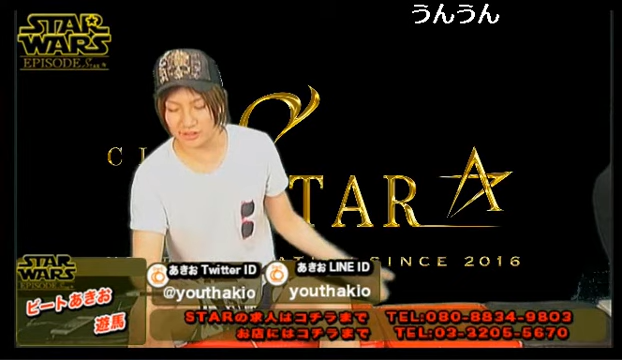 うんうん
STAR
WARS
EPISODE
STAR
SINCE 2016
STAR
WARS
EPISODE
あきお Twitter ID
あきお LINE ID
@youthakio
youthakio
ビートあきお
遊馬
STARの求人はコチラまで TEL:080-8834-9803
お店にはコチラまで TEL:03-3205-5670